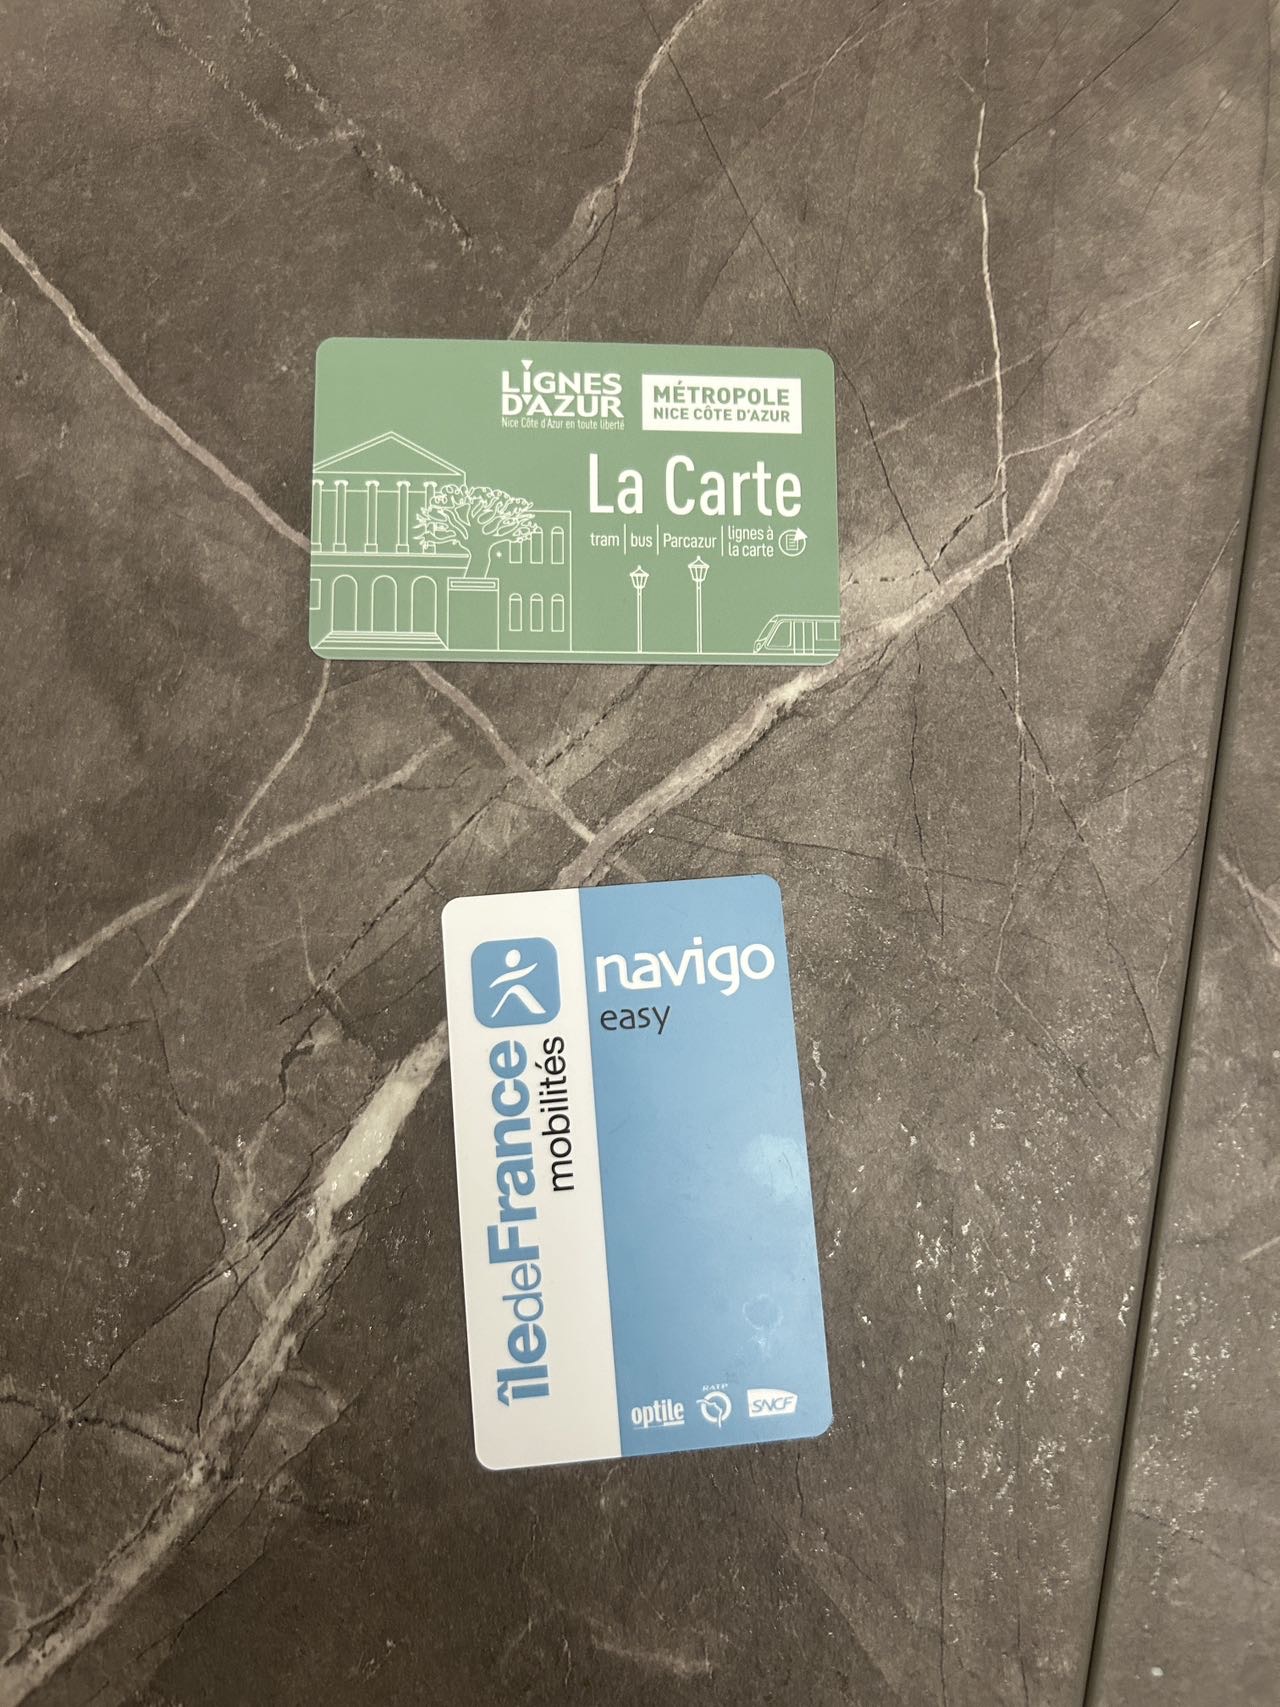 LIGNES
D'AZUR
Nice Côte d'Azur en toute liberté
MÉTROPOLE
NICE CÔTE D'AZUR
La Carte
tram | bus | Parcazur | lignes à
la carte
navigo
easy
îledeFrance
mobilités
optile
RATP
SNCF